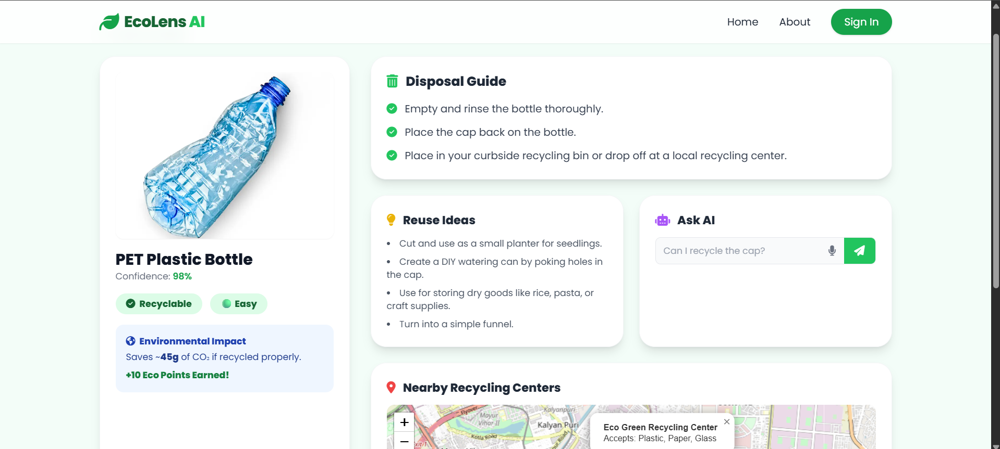 EcoLens AI
Home
About
Sign In
PET Plastic Bottle
Confidence: 98%
Recyclable
Easy
Environmental Impact
Saves ~45g of CO₂ if recycled properly.
+10 Eco Points Earned!
Disposal Guide
Empty and rinse the bottle thoroughly.
Place the cap back on the bottle.
Place in your curbside recycling bin or drop off at a local recycling center.
Reuse Ideas
• Cut and use as a small planter for seedlings.
• Create a DIY watering can by poking holes in
the cap.
• Use for storing dry goods like rice, pasta, or
craft supplies.
• Turn into a simple funnel.
Ask AI
Can I recycle the cap?
Nearby Recycling Centers
+
−
Flyover
Mayur
Vihar II
Kalyanpuri
Kalyan Puri
Kotla Road
Exit 1
Eco Green Recycling Center
×
Accepts: Plastic, Paper, Glass